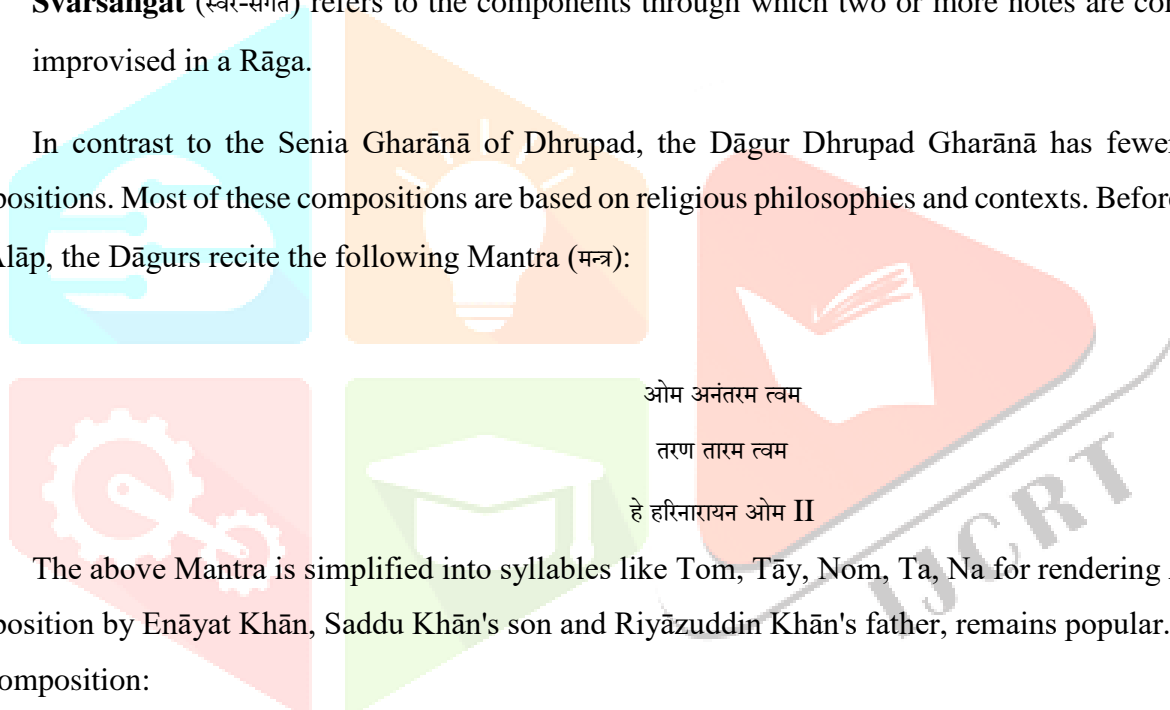 Svarsangat (स्वर-संगत) refers to the components through which two or more notes are
improvised in a Rāga.
In contrast to the Senia Gharānā of Dhrupad, the Dāgur Dhrupad Gharānā has fewer
positions. Most of these compositions are based on religious philosophies and contexts. Before
Alāp, the Dāgurs recite the following Mantra (मन्त्र):
ओम अनंतरम त्वम
तरण तारम त्वम
हे हरिनारायन ओम II
The above Mantra is simplified into syllables like Tom, Tāy, Nom, Tā, Na for rendering
position by Enāyat Khān, Saddu Khān's son and Riyāzuddin Khān's father, remains popular.
omposition:
IJCRT